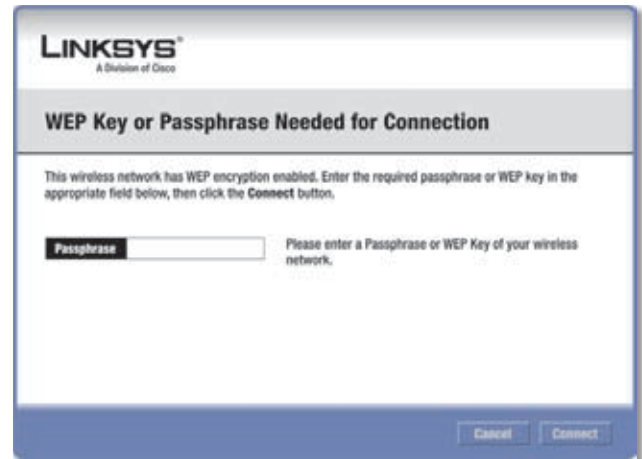 LINKSYS®
A Division of Cisco
WEP Key or Passphrase Needed for Connection
This wireless network has WEP encryption enabled. Enter the required passphrase or WEP key in the
appropriate field below, then click the Connect button.
Passphrase
Please enter a Passphrase or WEP Key of your wireless
network.
Cancel
Connect